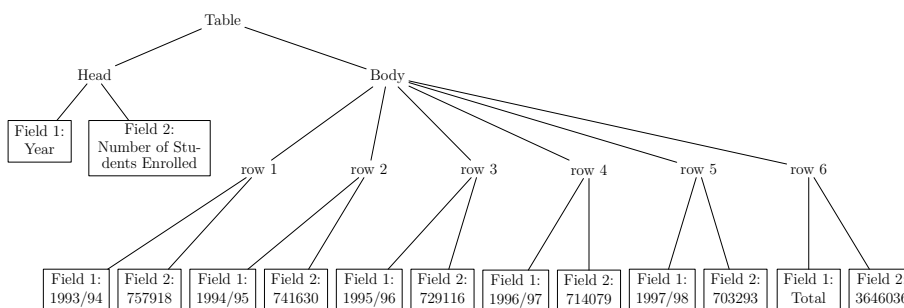 Table
Head
Body
Field 1:
Year
Field 2:
Number of Stu-
dents Enrolled
row 1
row 2
row 3
row 4
row 5
row 6
Field 1:
1993/94
Field 2:
757918
Field 1:
1994/95
Field 2:
741630
Field 1:
1995/96
Field 2:
729116
Field 1:
1996/97
Field 2:
714079
Field 1:
1997/98
Field 2:
703293
Field 1:
Total
Field 2:
3646036